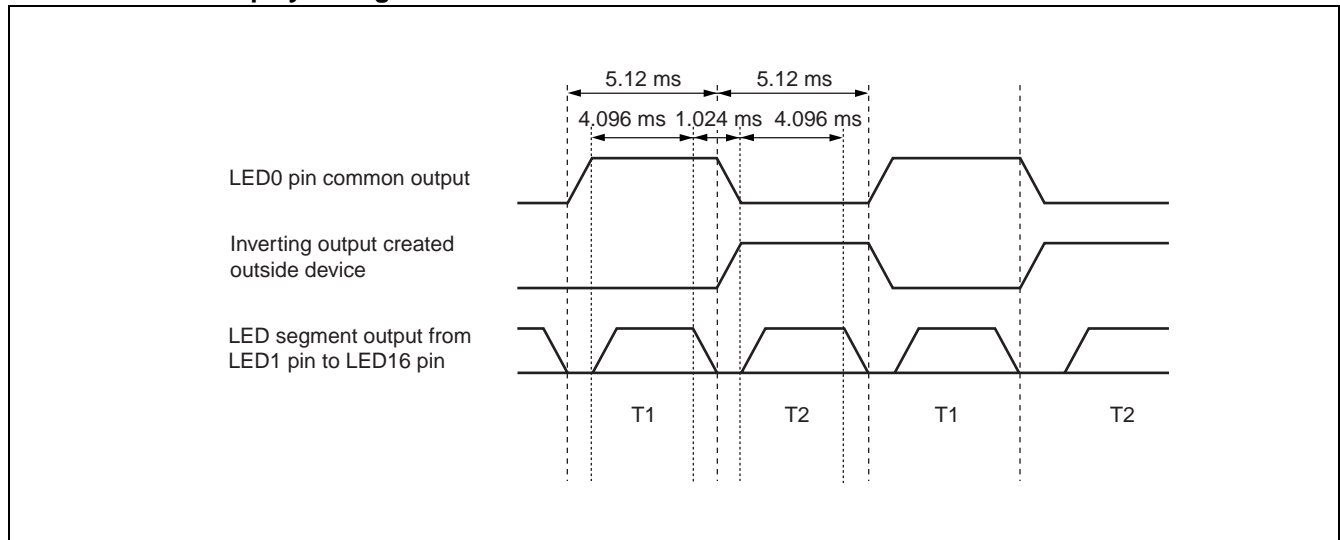 5.12 ms 5.12 ms
4.096 ms 1.024 ms 4.096 ms
LED0 pin common output
Inverting output created
outside device
LED segment output from
LED1 pin to LED16 pin
T1 T2 T1 T2